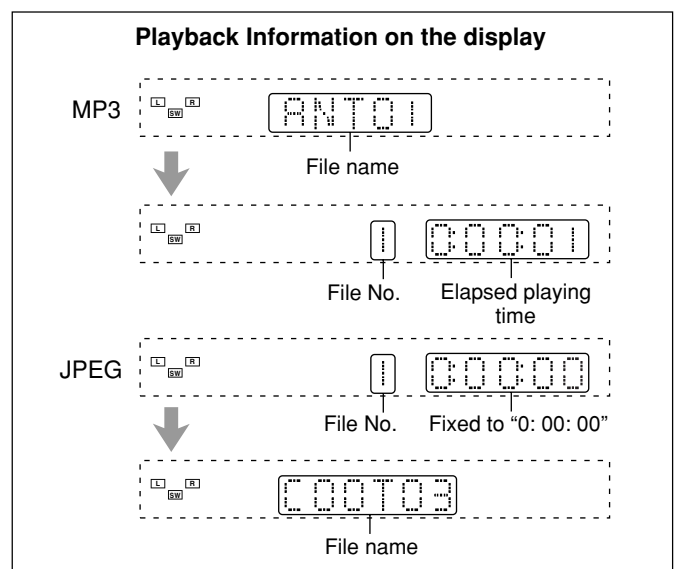 Playback Information on the display
MP3
L R
SW
ANT01
File name
L R
SW
1 0:00:01
File No. Elapsed playing
time
JPEG
L R
SW
1 0:00:00
File No. Fixed to “0: 00: 00”
L R
SW
COOT03
File name